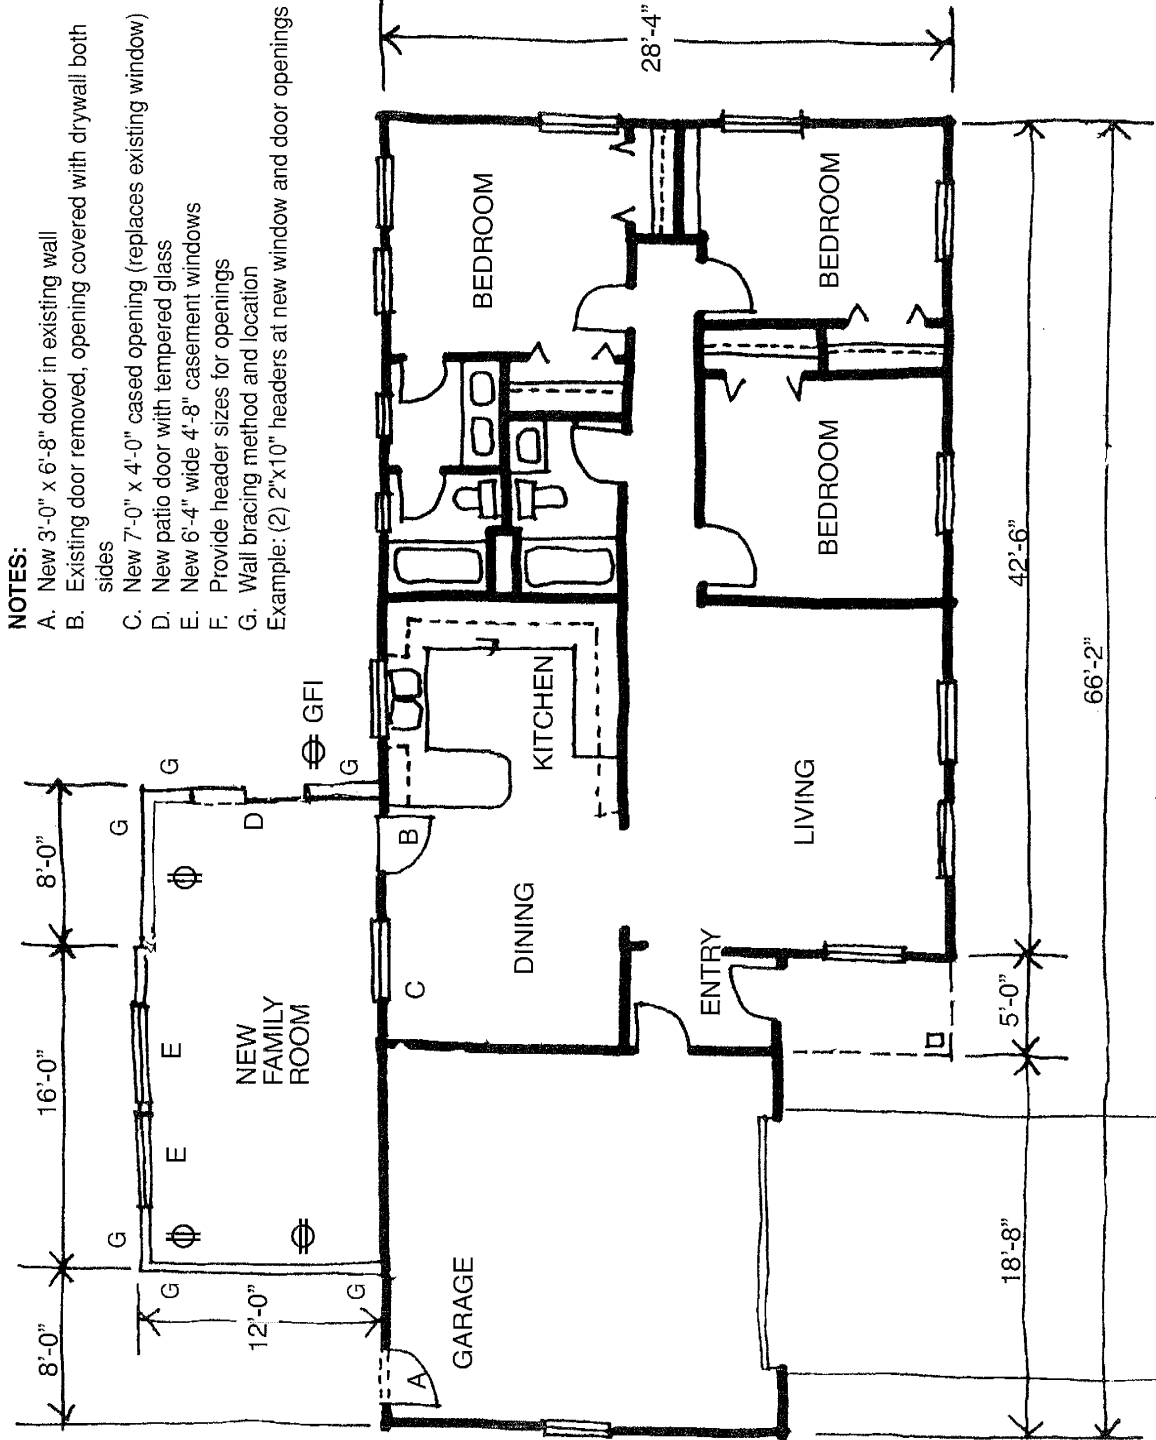 NOTES:
A. New 3'-0" x 6'-8" door in existing wall
B. Existing door removed, opening covered with drywall both
sides
C. New 7'-0" x 4'-0" cased opening (replaces existing window)
D. New patio door with tempered glass
E. New 6'-4" wide 4'-8" casement windows
F. Provide header sizes for openings
G. Wall bracing method and location
Example: (2) 2"x10" headers at new window and door openings
8'-0"
16'-0"
8'-0"
12'-0"
G
G
G
G
G
G
E
E
D
GFI
NEW
FAMILY
ROOM
A
C
B
GARAGE
DINING
KITCHEN
BEDROOM
ENTRY
LIVING
BEDROOM
BEDROOM
28'-4"
18'-8"
5'-0"
42'-6"
66'-2"